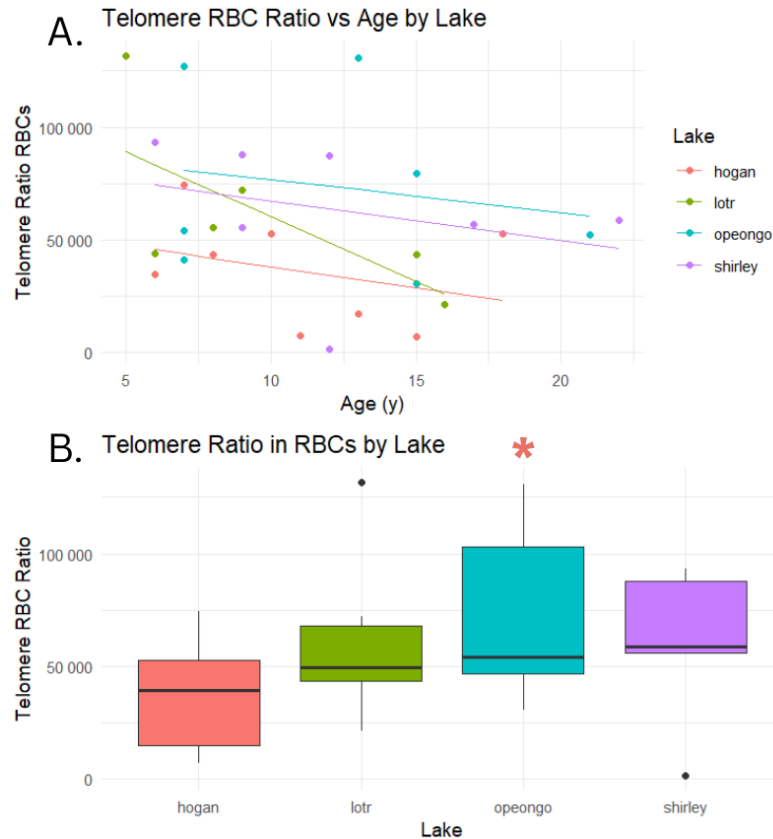 A. Telomere RBC Ratio vs Age by Lake
Telomere Ratio RBCs
100 000
50 000
0
5 10 15 20
Age (y)
Lake
hogan
lotr
opeongo
shirley
B. Telomere Ratio in RBCs by Lake
*
Telomere RBC Ratio
100 000
50 000
0
hogan lotr opeongo shirley
Lake